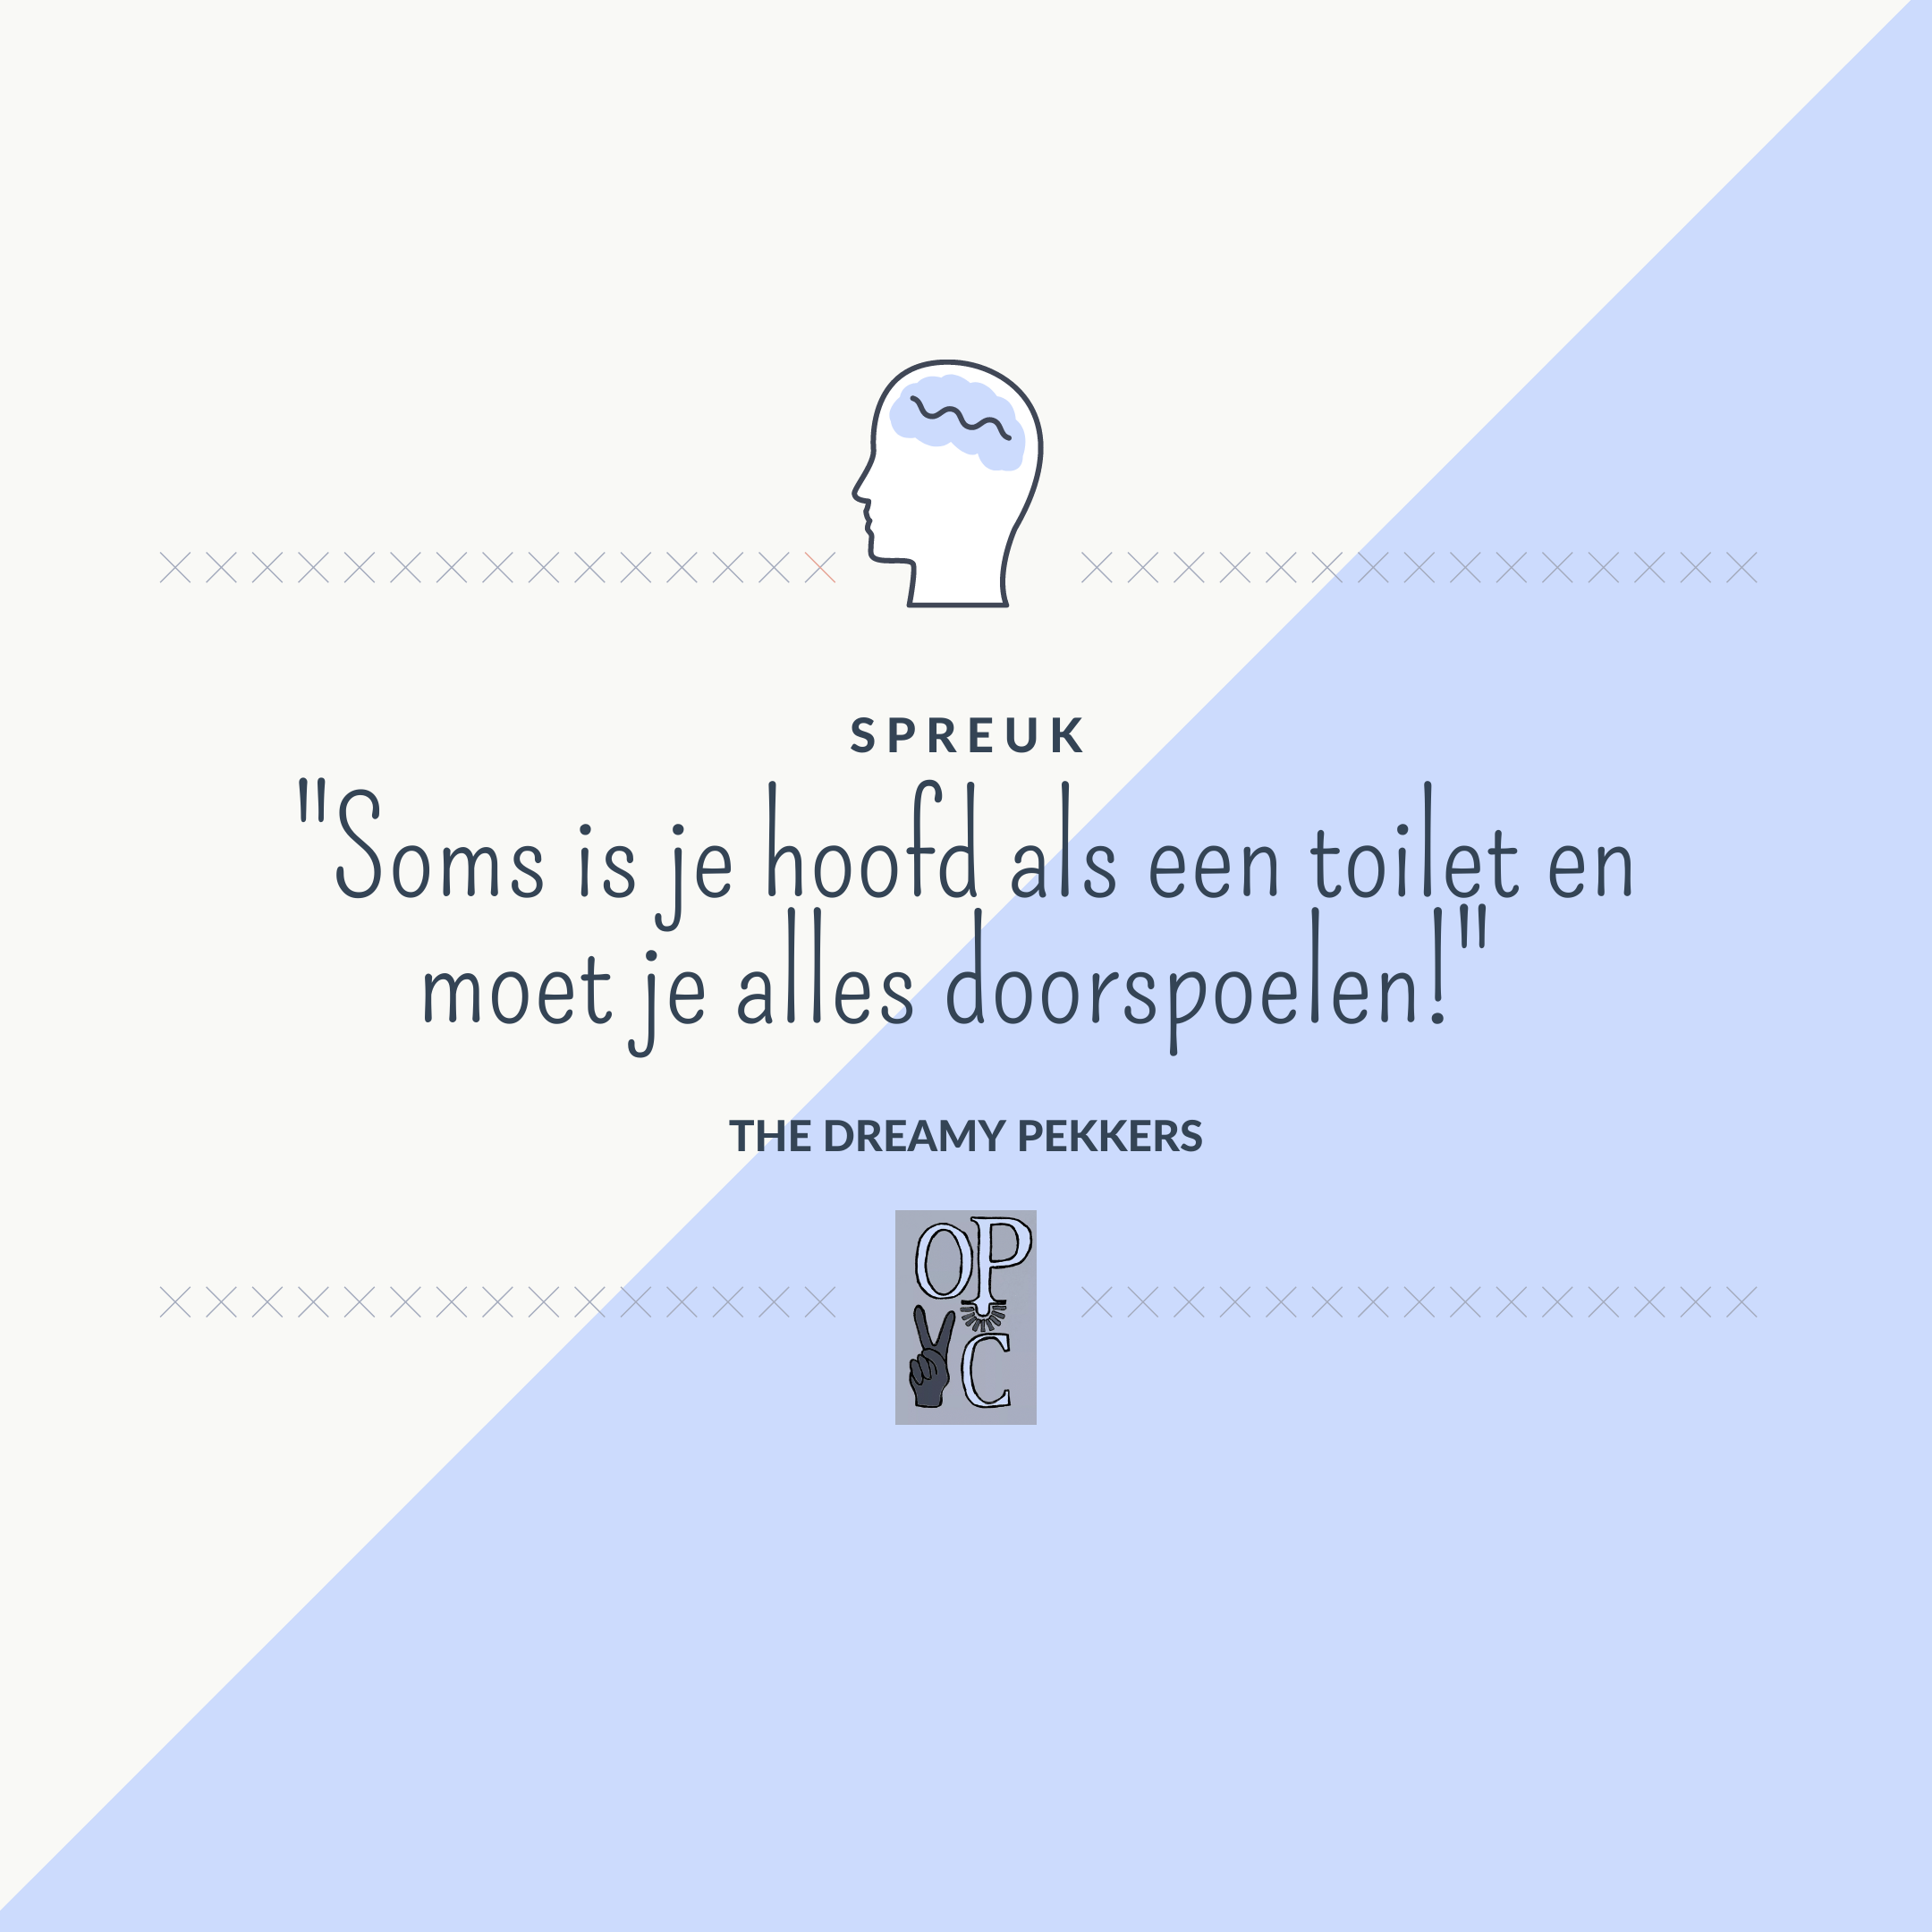 SPREUK
"Soms is je hoofd als een toilet en
moet je alles doorspoelen!"
THE DREAMY PEKKERS
OP
C